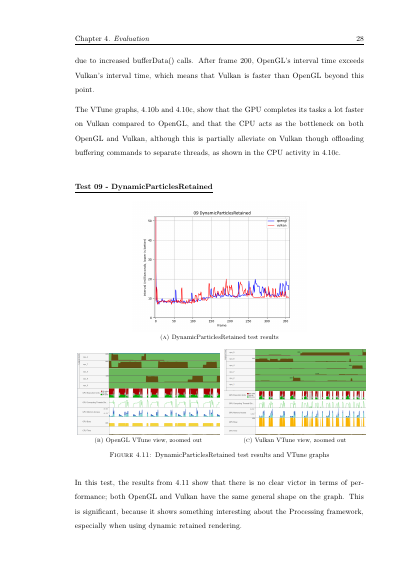 Chapter 4. Evaluation 28
due to increased bufferData() calls. After frame 200, OpenGL's interval time exceeds
Vulkan's interval time, which means that Vulkan is faster than OpenGL beyond this
point.
The VTune graphs, 4.10b and 4.10c, show that the GPU completes its tasks a lot faster
on Vulkan compared to OpenGL, and that the CPU acts as the bottleneck on both
OpenGL and Vulkan, although this is partially alleviate on Vulkan though offloading
buffering commands to separate threads, as shown in the CPU activity in 4.10c.
Test 09 - DynamicParticlesRetained
09 DynamicParticlesRetained
opengl
vulkan
50
40
30
20
10
0
0 50 100 150 200 250 300 350
Frame
(A) DynamicParticlesRetained test results
(B) OpenGL VTune view, zoomed out
(C) Vulkan VTune view, zoomed out
Figure 4.11: DynamicParticlesRetained test results and VTune graphs
In this test, the results from 4.11 show that there is no clear victor in terms of per-
formance; both OpenGL and Vulkan have the same general shape on the graph. This
is significant, because it shows something interesting about the Processing framework,
especially when using dynamic retained rendering.